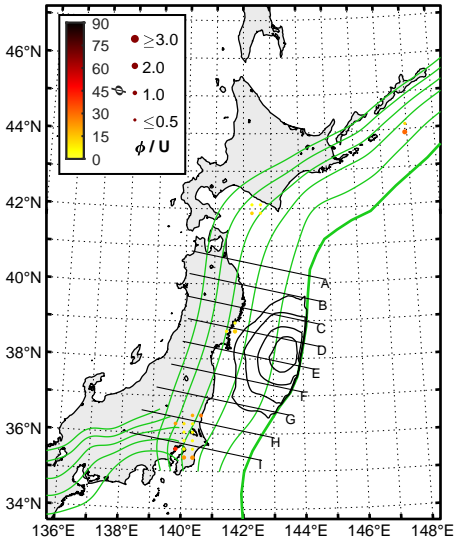 46°N
44°N
42°N
40°N
38°N
36°N
34°N
136°E
138°E
140°E
142°E
144°E
146°E
148°E
90
75
60
45
30
15
0
ϕ
≥3.0
2.0
1.0
≤0.5
ϕ / U
A
B
C
D
E
F
G
H
I